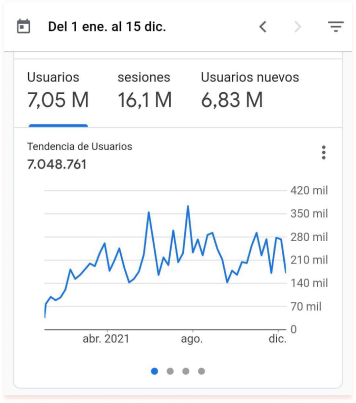 Del 1 ene. al 15 dic.
Usuarios sesiones Usuarios nuevos
7,05 M 16,1 M 6,83 M
Tendencia de Usuarios
7.048.761
420 mil
350 mil
280 mil
210 mil
140 mil
70 mil
0
abr. 2021 ago. dic.